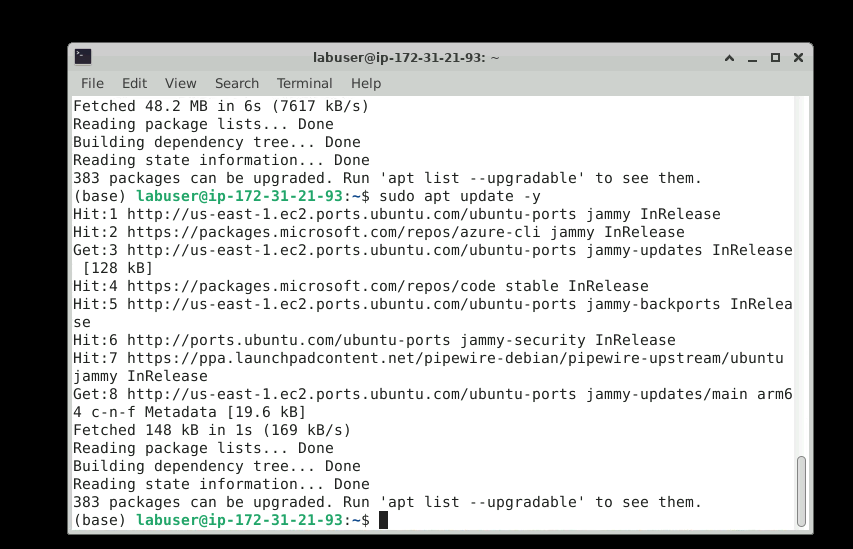 labuser@ip-172-31-21-93: ~
File Edit View Search Terminal Help
Fetched 48.2 MB in 6s (7617 kB/s)
Reading package lists... Done
Building dependency tree... Done
Reading state information... Done
383 packages can be upgraded. Run 'apt list --upgradable' to see them.
(base) labuser@ip-172-31-21-93:~$ sudo apt update -y
Hit:1 http://us-east-1.ec2.ports.ubuntu.com/ubuntu-ports jammy InRelease
Hit:2 https://packages.microsoft.com/repos/azure-cli jammy InRelease
Get:3 http://us-east-1.ec2.ports.ubuntu.com/ubuntu-ports jammy-updates InRelease
 [128 kB]
Hit:4 https://packages.microsoft.com/repos/code stable InRelease
Hit:5 http://us-east-1.ec2.ports.ubuntu.com/ubuntu-ports jammy-backports InRelea
se
Hit:6 http://ports.ubuntu.com/ubuntu-ports jammy-security InRelease
Hit:7 https://ppa.launchpadcontent.net/pipewire-debian/pipewire-upstream/ubuntu
jammy InRelease
Get:8 http://us-east-1.ec2.ports.ubuntu.com/ubuntu-ports jammy-updates/main arm6
4 c-n-f Metadata [19.6 kB]
Fetched 148 kB in 1s (169 kB/s)
Reading package lists... Done
Building dependency tree... Done
Reading state information... Done
383 packages can be upgraded. Run 'apt list --upgradable' to see them.
(base) labuser@ip-172-31-21-93:~$